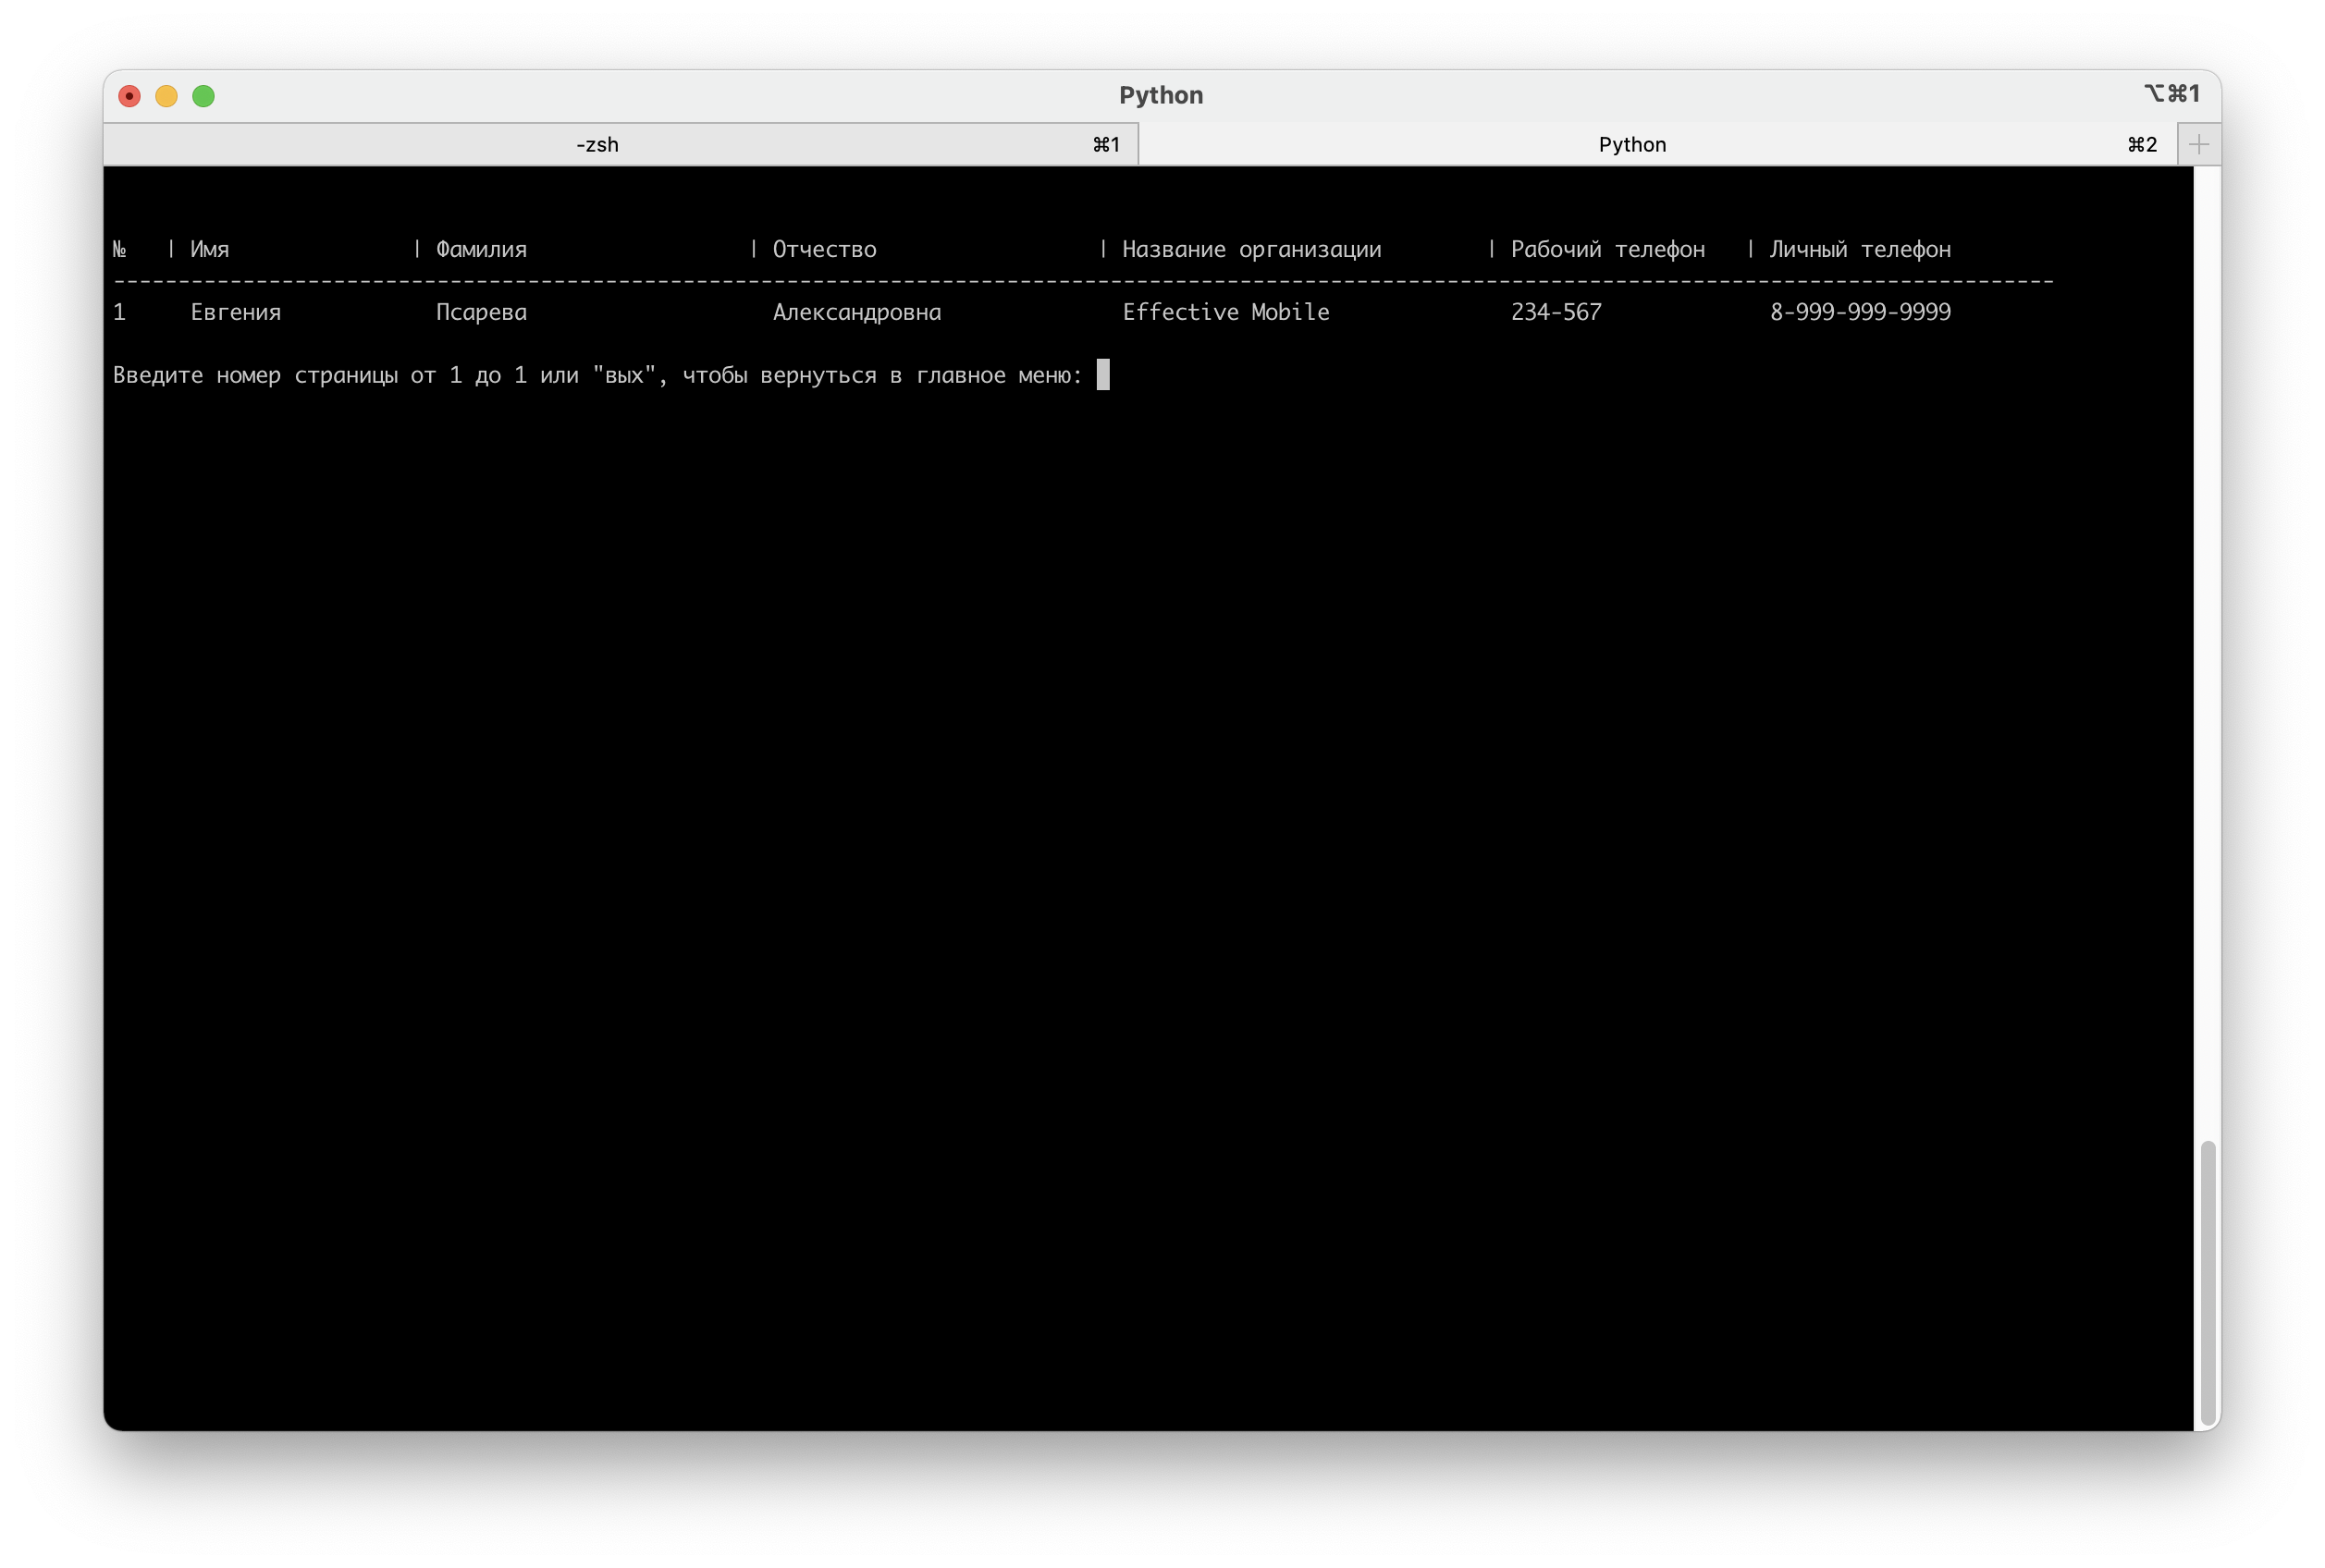 Python ⌥⌘1
-zsh ⌘1 Python ⌘2 +
№ | Имя | Фамилия | Отчество | Название организации | Рабочий телефон | Личный телефон
------------------------------------------------------------------------------------------------------------------------------------------------------
1 Евгения Псарева Александровна Effective Mobile 234-567 8-999-999-9999
Введите номер страницы от 1 до 1 или "вых", чтобы вернуться в главное меню: